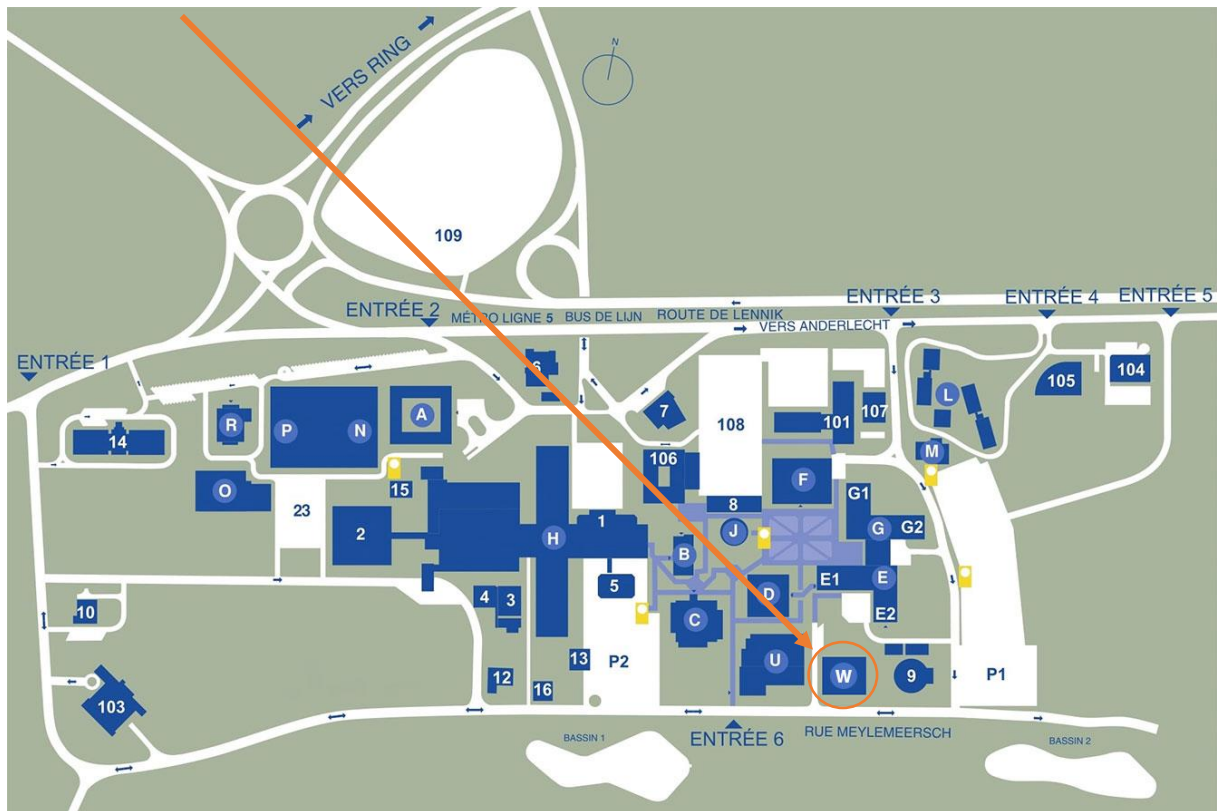 N
VERS RING
109
ENTRÉE 1
ENTRÉE 2
MÉTRO LIGNE 5 BUS DE LIJN ROUTE DE LENNIK
VERS ANDERLECHT
ENTRÉE 3
ENTRÉE 4
ENTRÉE 5
6
104
105
L
14
R
P
N
A
7
108
101
107
M
O
15
106
F
23
2
H
1
8
J
G1
G
G2
B
5
E1
E
E2
D
10
4
3
C
103
12
16
13
P2
U
W
9
P1
ENTRÉE 6
RUE MEYLEMEERSCH
BASSIN 1
BASSIN 2